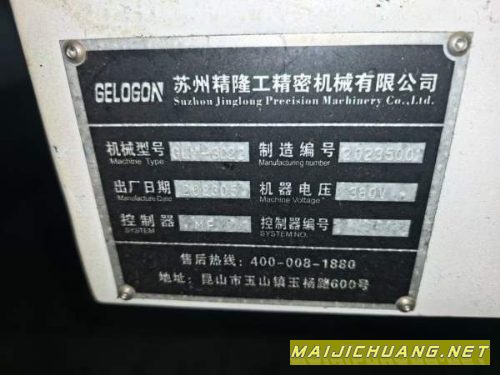 GELOGON 苏州精隆工精密机械有限公司
Suzhou Jinglong Precision Machinery Co.,Ltd.
机械型号 制造编号 2023500
Machine Type Manufacturing number
出厂日期 202305 机器电压 380V
Manufacture Date Machine Voltage
控制器 控制器编号
SYSTEM SYSTEM NO.
售后热线: 400-008-1880
地址: 昆山市玉山镇玉杨路600号
MAIJICHUANG.NET